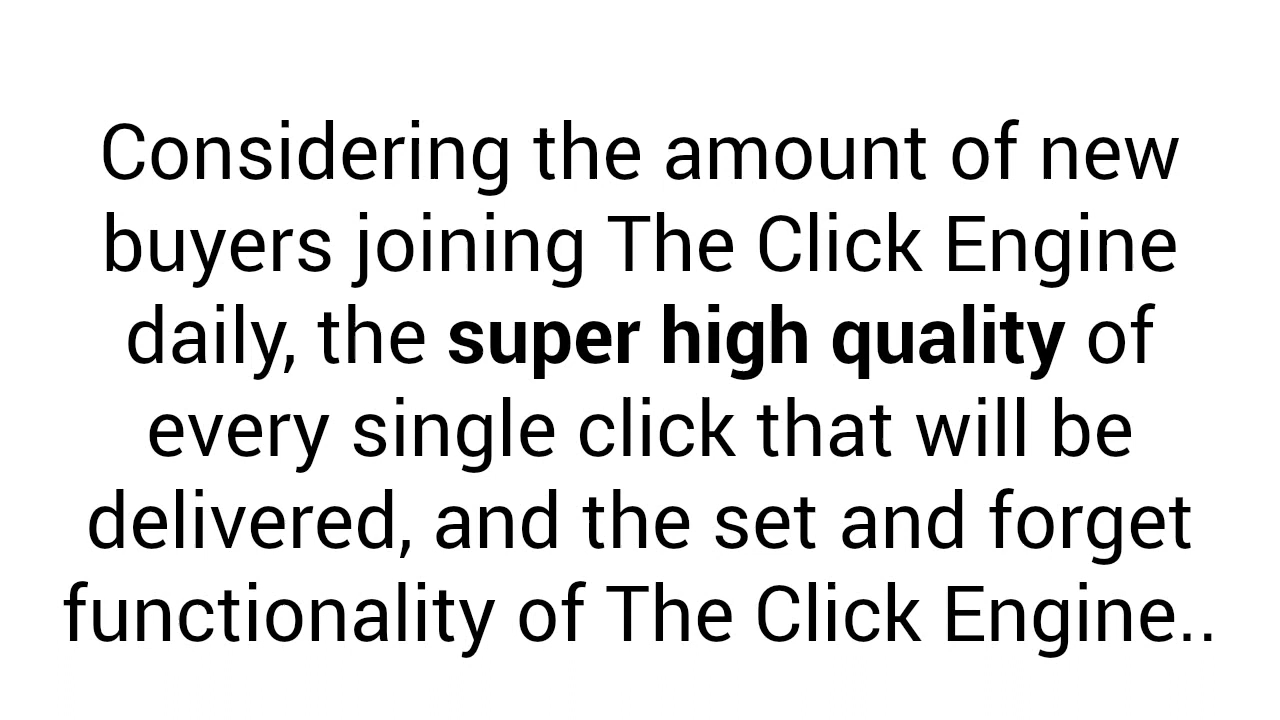 Considering the amount of new
buyers joining The Click Engine
daily, the super high quality of
every single click that will be
delivered, and the set and forget
functionality of The Click Engine..